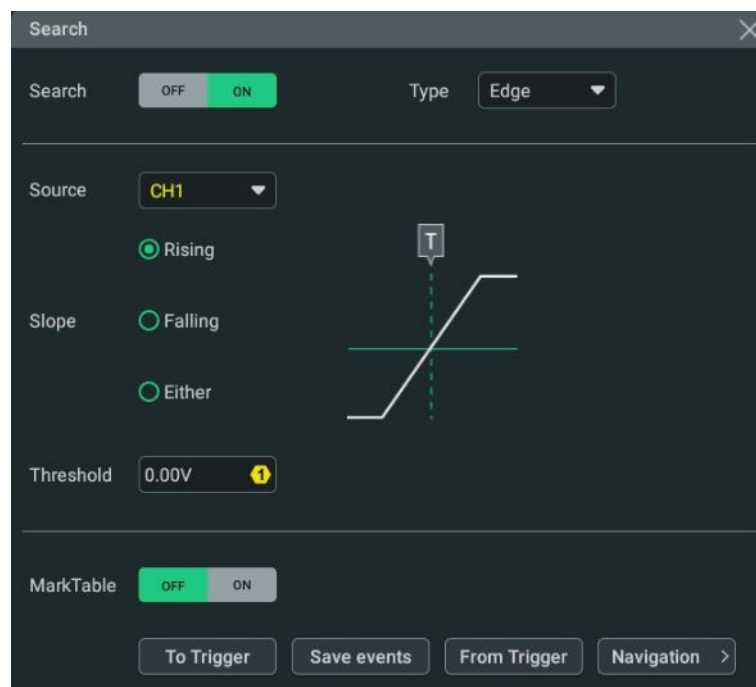 Search
Search OFF ON Type Edge
Source CH1
Rising
T
Slope Falling
Either
Threshold 0.00V 1
MarkTable OFF ON
To Trigger Save events From Trigger Navigation >